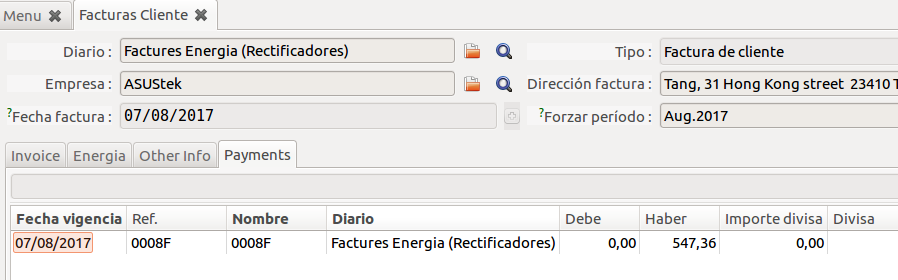 Menu ✖ Facturas Cliente ✖
Diario : Factures Energia (Rectificadores) Tipo : Factura de cliente
Empresa : ASUStek Dirección factura : Tang, 31 Hong Kong street 23410 T
?Fecha factura : 07/08/2017 ?Forzar período : Aug.2017
Invoice Energia Other Info Payments
Fecha vigencia Ref. Nombre Diario Debe Haber Importe divisa Divisa
07/08/2017 0008F 0008F Factures Energia (Rectificadores) 0,00 547,36 0,00